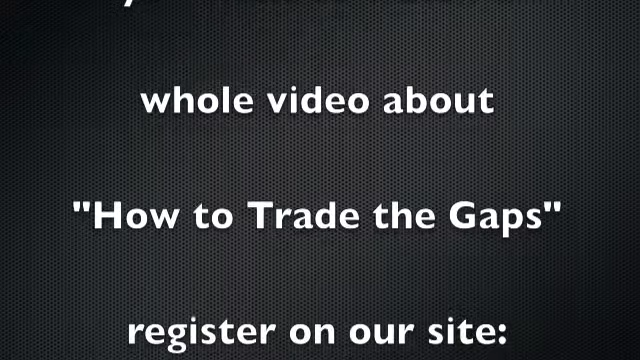 whole video about
"How to Trade the Gaps"
register on our site: